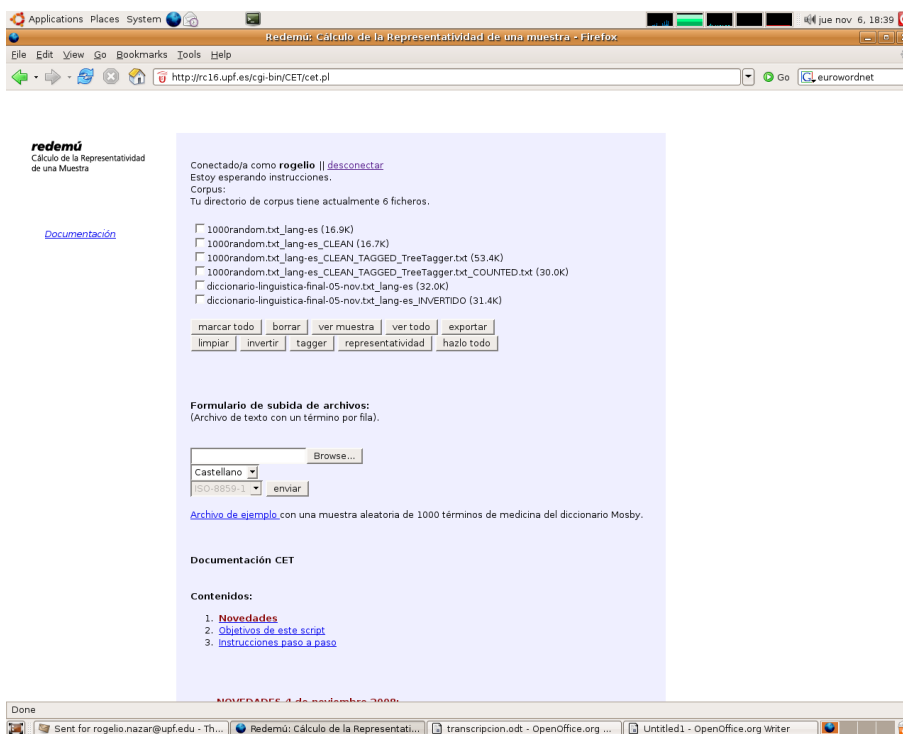 Applications Places System
jue nov 6, 18:39
Redemú: Cálculo de la Representatividad de una muestra - Firefox
File Edit View Go Bookmarks Tools Help
http://rc16.upf.es/cgi-bin/CET/cet.pl
Go
eurowordnet
redemú
Cálculo de la Representatividad
de una Muestra
Documentación
Conectado/a como rogelio || desconectar
Estoy esperando instrucciones.
Corpus:
Tu directorio de corpus tiene actualmente 6 ficheros.
1000random.txt_lang-es (16.9K)
1000random.txt_lang-es_CLEAN (16.7K)
1000random.txt_lang-es_CLEAN_TAGGED_TreeTagger.txt (53.4K)
1000random.txt_lang-es_CLEAN_TAGGED_TreeTagger.txt_COUNTED.txt (30.0K)
diccionario-linguistica-final-05-nov.txt_lang-es (32.0K)
diccionario-linguistica-final-05-nov.txt_lang-es_INVERTIDO (31.4K)
marcar todo borrar ver muestra ver todo exportar
limpiar invertir tagger representatividad hazlo todo
Formulario de subida de archivos:
(Archivo de texto con un término por fila).
Browse...
Castellano
ISO-8859-1 enviar
Archivo de ejemplo con una muestra aleatoria de 1000 términos de medicina del diccionario Mosby.
Documentación CET
Contenidos:
1. Novedades
2. Objetivos de este script
3. Instrucciones paso a paso
NOVEDADES 4 de noviembre 2008:
Done
Sent for rogelio.nazar@upf.edu - Th...
Redemú: Cálculo de la Representati...
transcripcion.odt - OpenOffice.org ...
Untitled1 - OpenOffice.org Writer